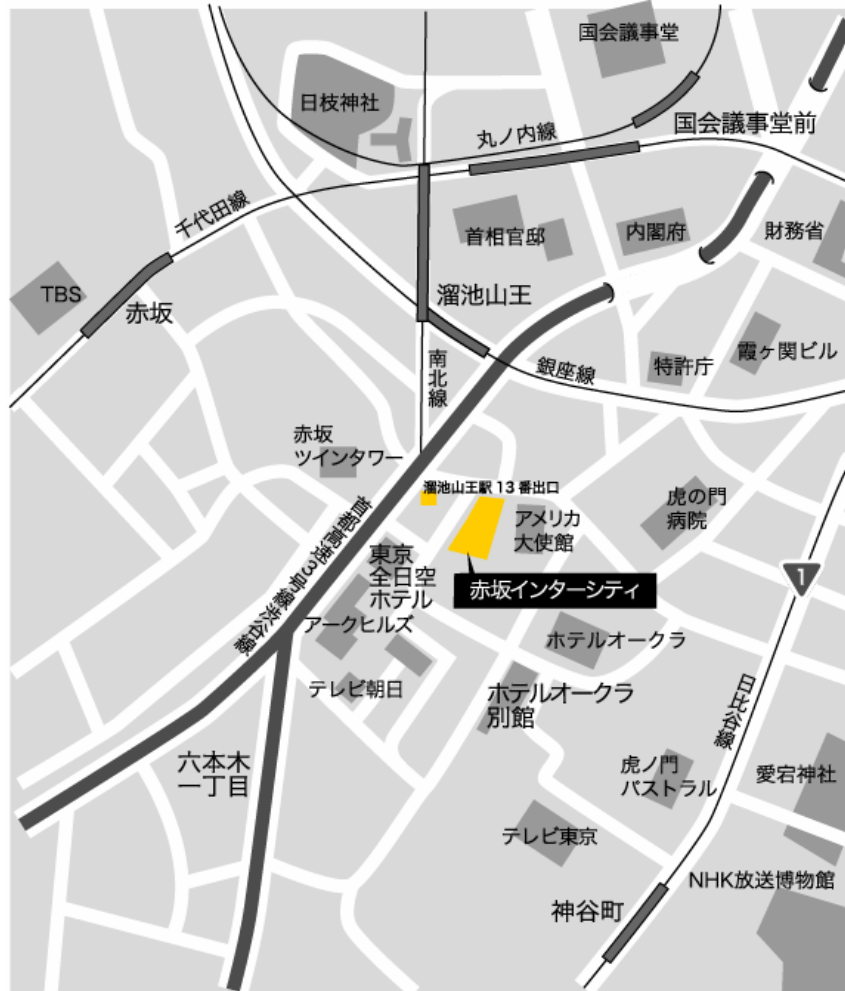 国会議事堂
日枝神社
丸ノ内線
国会議事堂前
千代田線
首相官邸
内閣府
財務省
TBS
赤坂
溜池山王
南北線
銀座線
特許庁
霞ヶ関ビル
赤坂
ツインタワー
溜池山王駅 13 番出口
虎の門
病院
アメリカ
大使館
首都高速3号線渋谷線
東京
全日空
ホテル
1
赤坂インターシティ
アークヒルズ
ホテルオークラ
テレビ朝日
ホテルオークラ
別館
日比谷線
六本木
一丁目
虎ノ門
パストラル
愛宕神社
テレビ東京
NHK放送博物館
神谷町